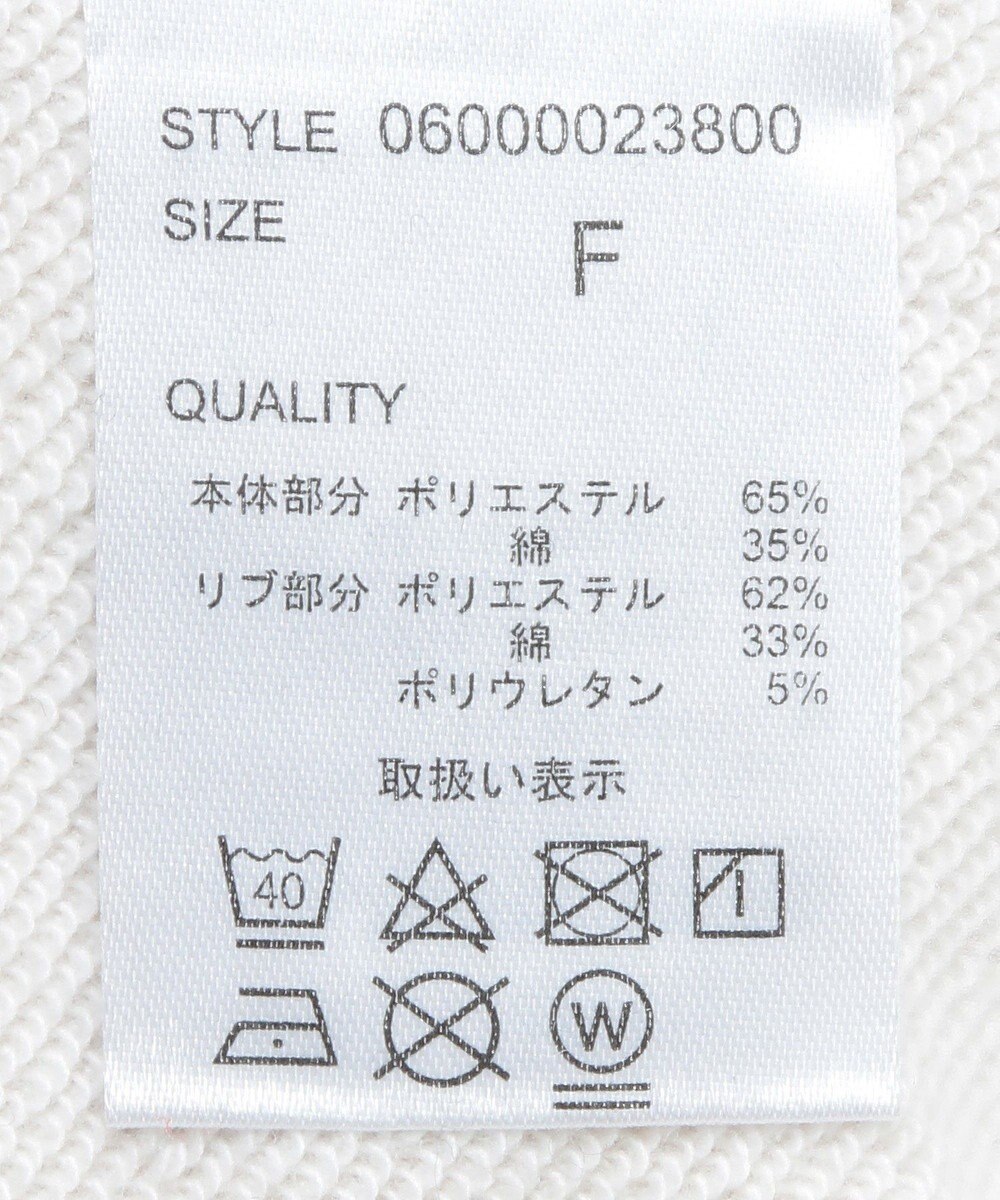 STYLE 06000023800
SIZE
F
QUALITY
本体部分 ポリエステル 65%
綿 35%
リブ部分 ポリエステル 62%
綿 33%
ポリウレタン 5%
取扱い表示
40
W